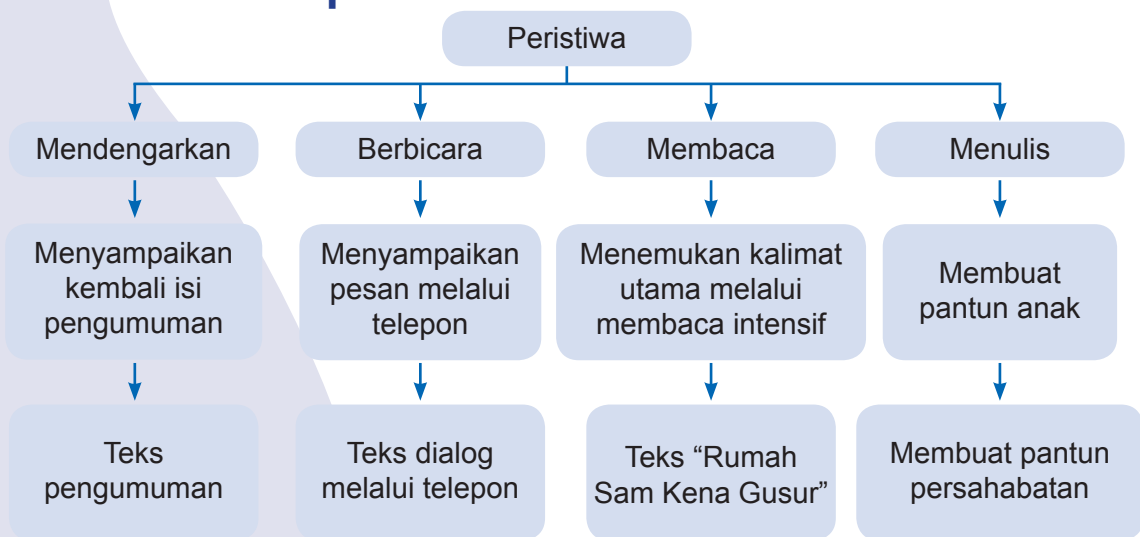 Peristiwa
Mendengarkan
Berbicara
Membaca
Menulis
Menyampaikan
kembali isi
pengumuman
Menyampaikan
pesan melalui
telepon
Menemukan kalimat
utama melalui
membaca intensif
Membuat
pantun anak
Teks
pengumuman
Teks dialog
melalui telepon
Teks “Rumah
Sam Kena Gusur”
Membuat pantun
persahabatan